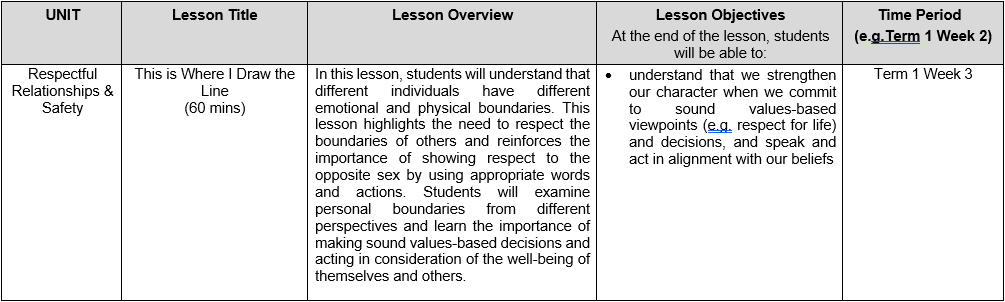 UNIT
Lesson Title
Lesson Overview
Lesson Objectives
At the end of the lesson, students
will be able to:
Time Period
(e.g.Term 1 Week 2)
Respectful
Relationships &
Safety
This is Where I Draw the
Line
(60 mins)
In this lesson, students will understand that
different individuals have different
emotional and physical boundaries. This
lesson highlights the need to respect the
boundaries of others and reinforces the
importance of showing respect to the
opposite sex by using appropriate words
and actions. Students will examine
personal boundaries from different
perspectives and learn the importance of
making sound values-based decisions and
acting in consideration of the well-being of
themselves and others.
• understand that we strengthen
our character when we commit
to sound values-based
viewpoints (e.g. respect for life)
and decisions, and speak and
act in alignment with our beliefs
Term 1 Week 3